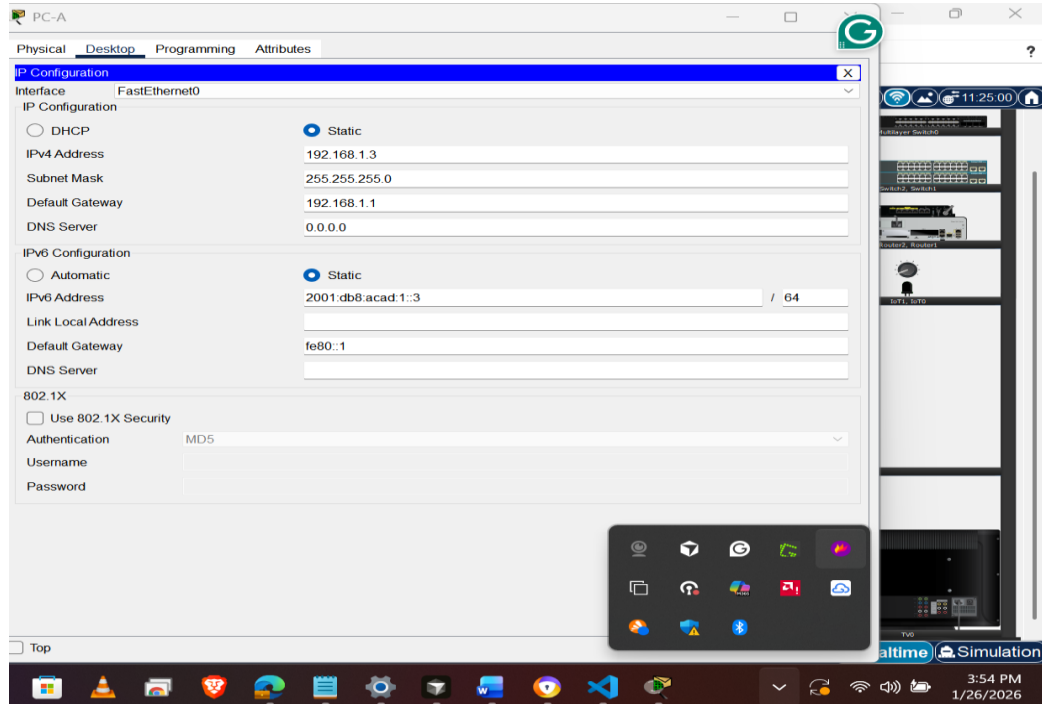 PC-A
Physical Desktop Programming Attributes
?
IP Configuration X
Interface FastEthernet0
IP Configuration
DHCP Static
IPv4 Address 192.168.1.3
Subnet Mask 255.255.255.0
Default Gateway 192.168.1.1
DNS Server 0.0.0.0
IPv6 Configuration
Automatic Static
IPv6 Address 2001:db8:acad:1::3 / 64
Link Local Address
Default Gateway fe80::1
DNS Server
802.1X
Use 802.1X Security
Authentication MD5
Username
Password
Top
11:25:00
Multilayer Switch0
Switch2, Switch1
Router2, Router1
IoT1, IoT0
TV0
altime Simulation
3:54 PM
1/26/2026